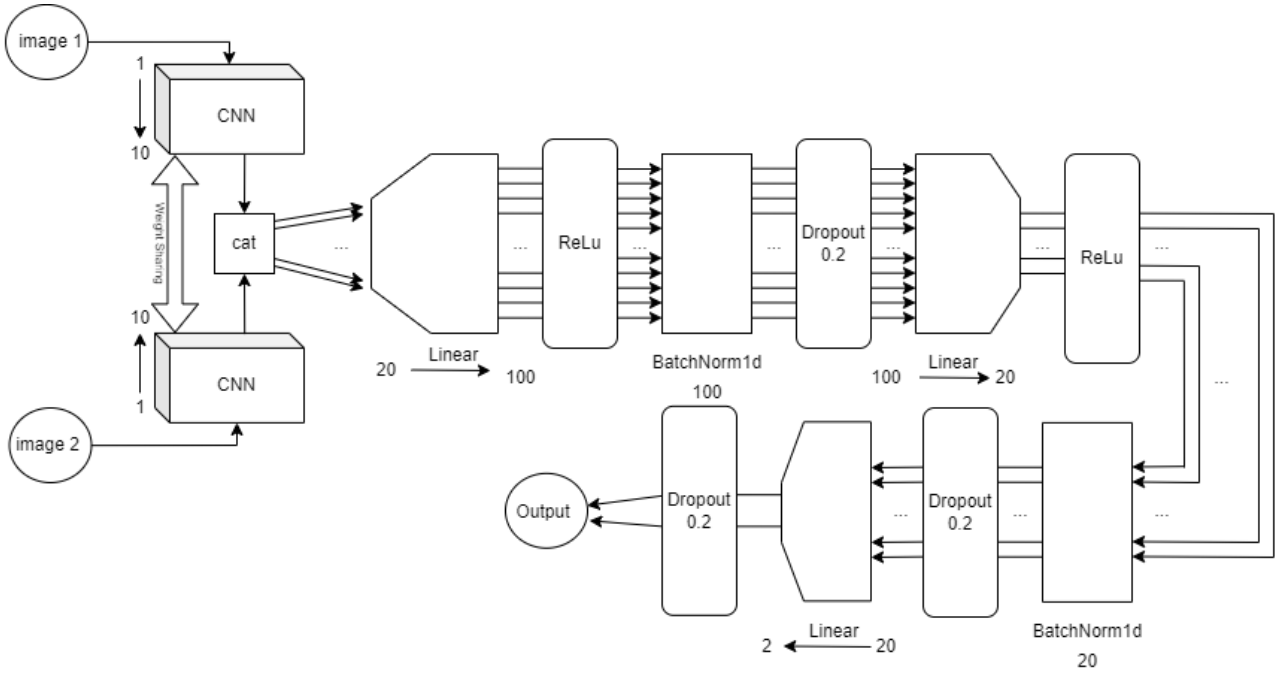 image 1
1
CNN
10
Weight Sharing
cat
10
CNN
1
image 2
...
20
Linear
100
...
ReLu
...
BatchNorm1d
100
...
Dropout
0.2
...
100
Linear
20
...
ReLu
...
...
...
BatchNorm1d
20
...
Dropout
0.2
...
Linear
2
20
Dropout
0.2
Output